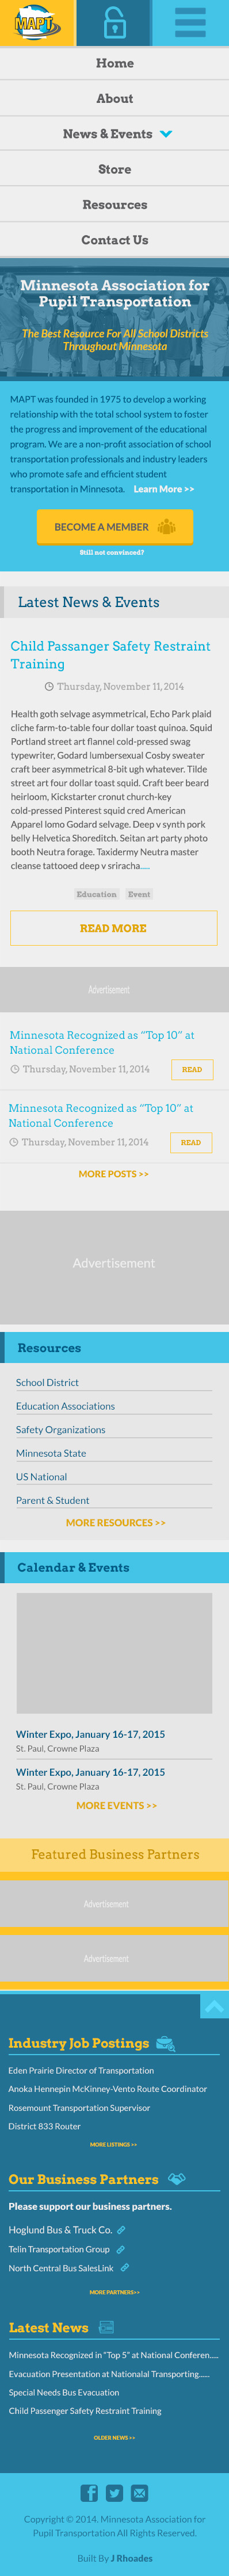 MAPT
Home
About
News & Events
Store
Resources
Contact Us
Minnesota Association for
Pupil Transportation
The Best Resource For All School Districts
Throughout Minnesota
MAPT was founded in 1975 to develop a working
relationship with the total school system to foster
the progress and improvement of the educational
program. We are a non-profit association of school
transportation professionals and industry leaders
who promote safe and efficient student
transportation in Minnesota. Learn More >>
BECOME A MEMBER
Still not convinced?
Latest News & Events
Child Passanger Safety Restraint
Training
Thursday, November 11, 2014
Health goth selvage asymmetrical, Echo Park plaid
cliche farm-to-table four dollar toast quinoa. Squid
Portland street art flannel cold-pressed swag
typewriter, Godard lumbersexual Cosby sweater
craft beer asymmetrical 8-bit ugh whatever. Tilde
street art four dollar toast squid. Craft beer beard
heirloom, Kickstarter cronut church-key
cold-pressed Pinterest squid cred American
Apparel lomo Godard selvage. Deep v synth pork
belly Helvetica Shoreditch. Seitan art party photo
booth Neutra forage. Taxidermy Neutra master
cleanse tattooed deep v sriracha.....
Education Event
READ MORE
Advertisement
Minnesota Recognized as "Top 10" at
National Conference
Thursday, November 11, 2014 READ
Minnesota Recognized as "Top 10" at
National Conference
Thursday, November 11, 2014 READ
MORE POSTS >>
Advertisement
Resources
School District
Education Associations
Safety Organizations
Minnesota State
US National
Parent & Student
MORE RESOURCES >>
Calendar & Events
Winter Expo, January 16-17, 2015
St. Paul, Crowne Plaza
Winter Expo, January 16-17, 2015
St. Paul, Crowne Plaza
MORE EVENTS >>
Featured Business Partners
Advertisement
Advertisement
Industry Job Postings
Eden Prairie Director of Transportation
Anoka Hennepin McKinney-Vento Route Coordinator
Rosemount Transportation Supervisor
District 833 Router
MORE LISTINGS >>
Our Business Partners
Please support our business partners.
Hoglund Bus & Truck Co.
Telin Transportation Group
North Central Bus SalesLink
MORE PARTNERS>>
Latest News
Minnesota Recognized in "Top 5" at National Conferen.....
Evacuation Presentation at Nationalal Transporting......
Special Needs Bus Evacuation
Child Passenger Safety Restraint Training
OLDER NEWS >>
Copyright © 2014. Minnesota Association for
Pupil Transportation All Rights Reserved.
Built By J Rhoades